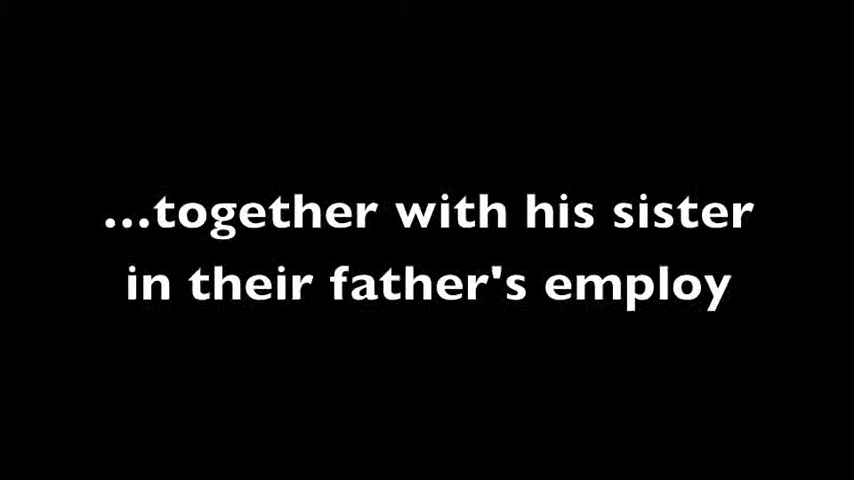 ...together with his sister
in their father's employ